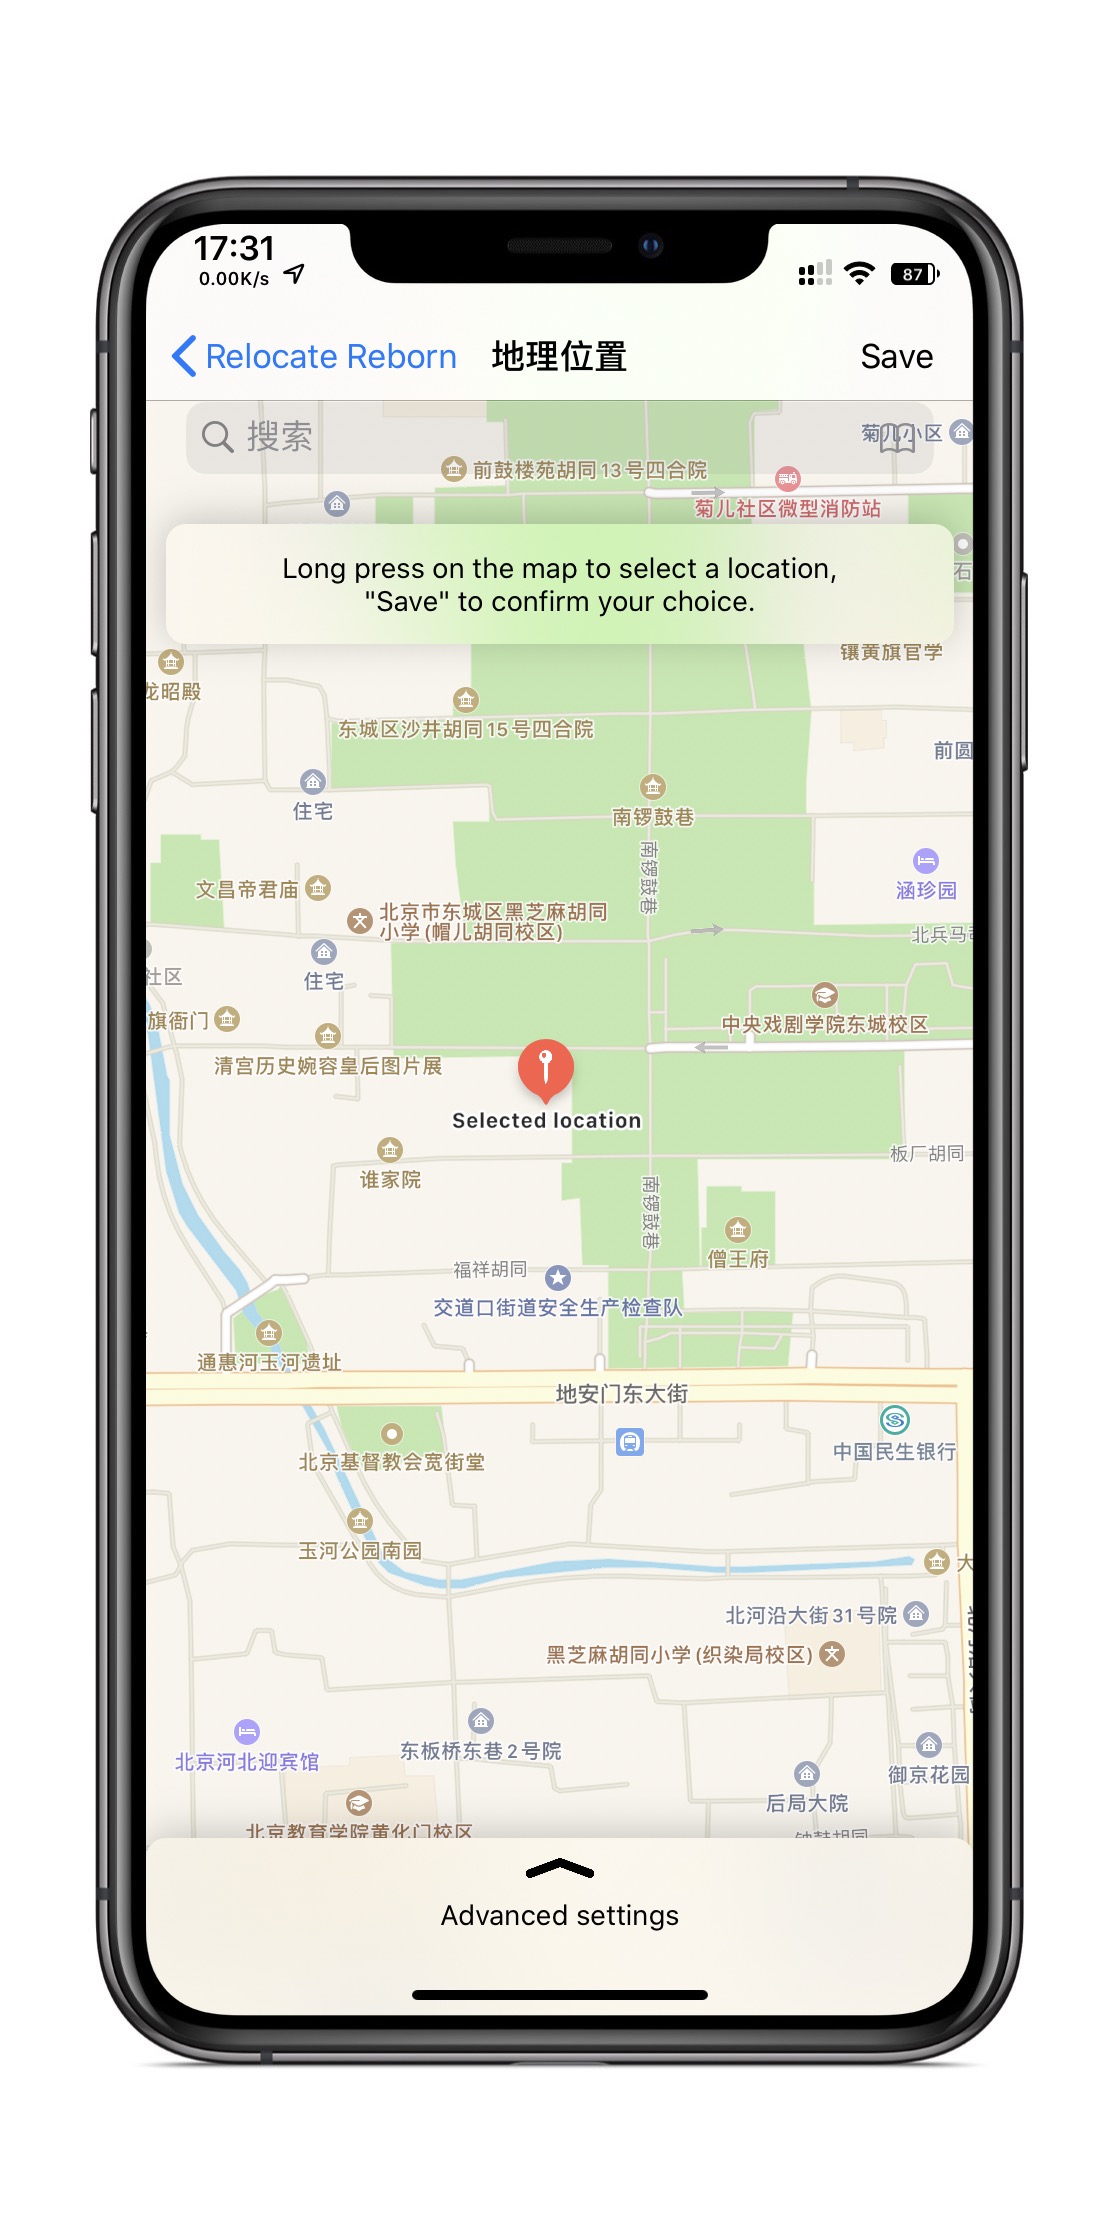 17:31
0.00K/s
87
Relocate Reborn
地理位置
Save
搜索
菊儿小区
前鼓楼苑胡同13号四合院
菊儿社区微型消防站
Long press on the map to select a location,
"Save" to confirm your choice.
石
镶黄旗官学
龙昭殿
东城区沙井胡同15号四合院
前圆
住宅
南锣鼓巷
南锣鼓巷
文昌帝君庙
涵珍园
北京市东城区黑芝麻胡同
小学(帽儿胡同校区)
北兵马
住宅
社区
旗衙门
中央戏剧学院东城校区
清宫历史婉容皇后图片展
Selected location
板厂胡同
谁家院
南锣鼓巷
僧王府
福祥胡同
交道口街道安全生产检查队
通惠河玉河遗址
地安门东大街
中国民生银行
北京基督教会宽街堂
玉河公园南园
大
北河沿大街31号院
黑芝麻胡同小学(织染局校区)
东板桥东巷2号院
北京河北迎宾馆
御京花园
后局大院
北京教育学院黄化门校区
钟鼓胡同
Advanced settings